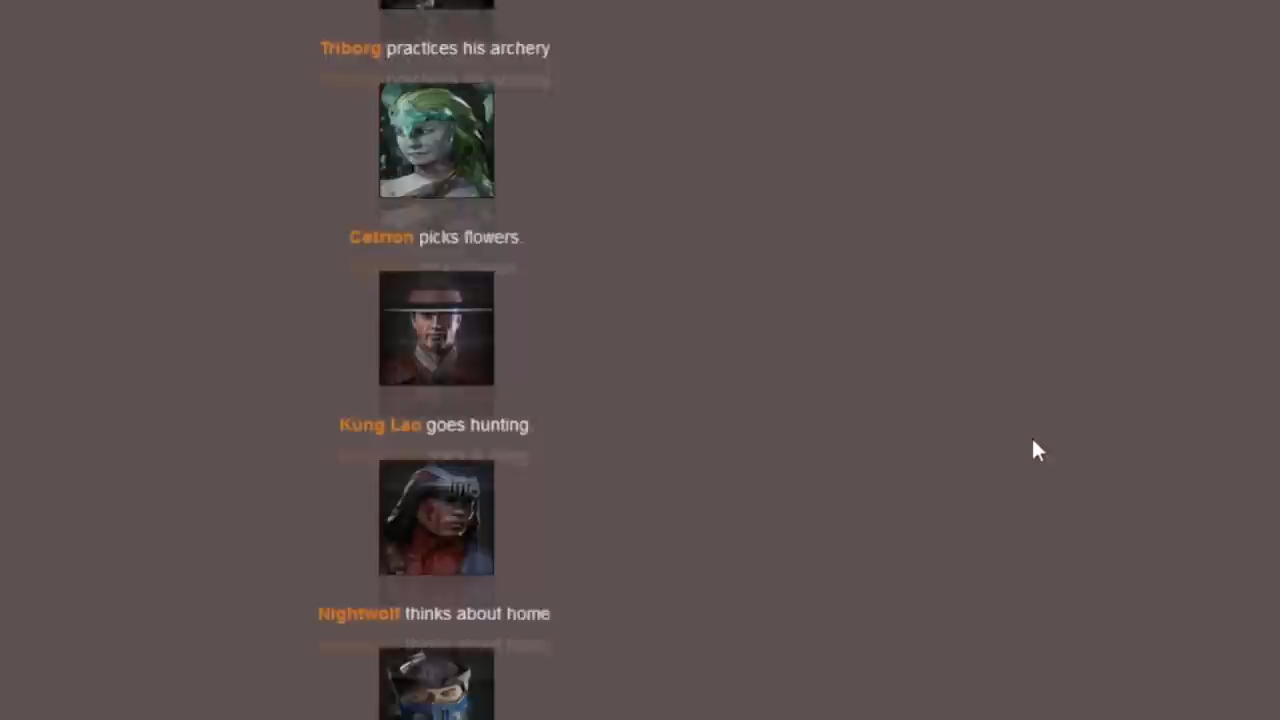 Triborg practices his archery
Cetrion picks flowers.
Kung Lao goes hunting
Nightwolf thinks about home